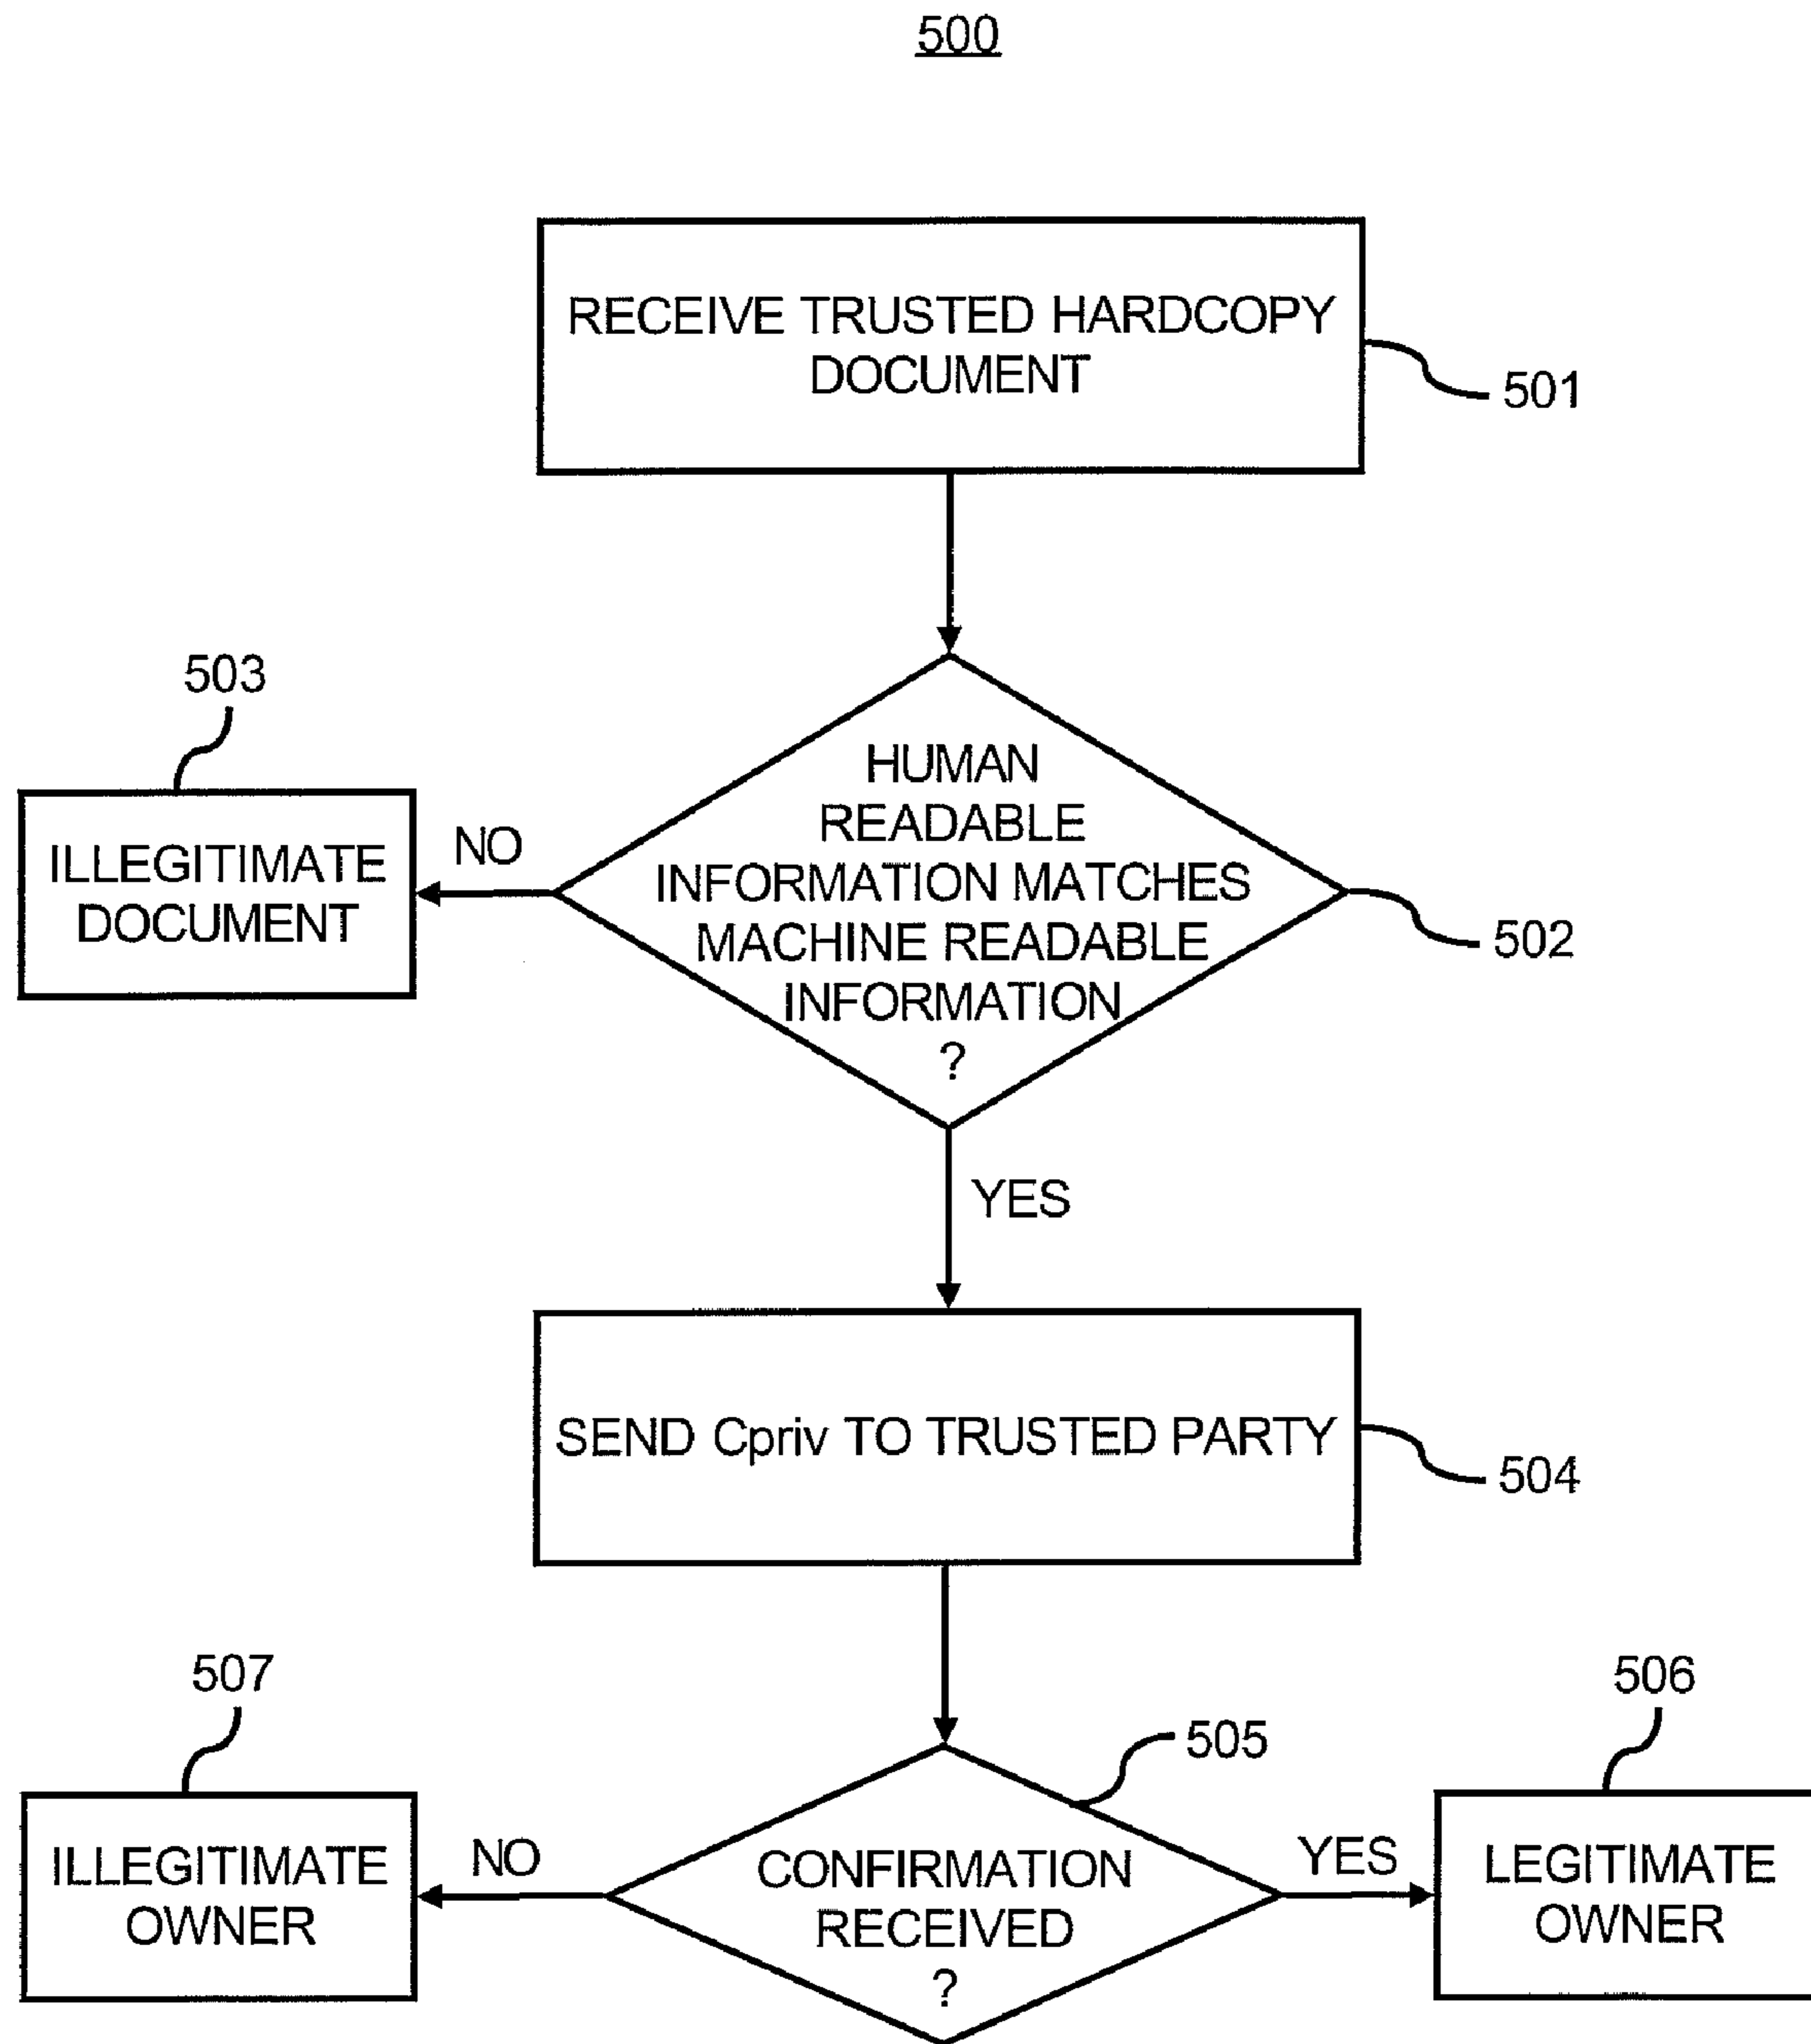 500
RECEIVE TRUSTED HARDCOPY
DOCUMENT
501
503
HUMAN
READABLE
INFORMATION MATCHES
MACHINE READABLE
INFORMATION
?
502
NO
ILLEGITIMATE
DOCUMENT
YES
SEND Cpriv TO TRUSTED PARTY
504
507
506
505
CONFIRMATION
RECEIVED
?
NO
ILLEGITIMATE
OWNER
YES
LEGITIMATE
OWNER